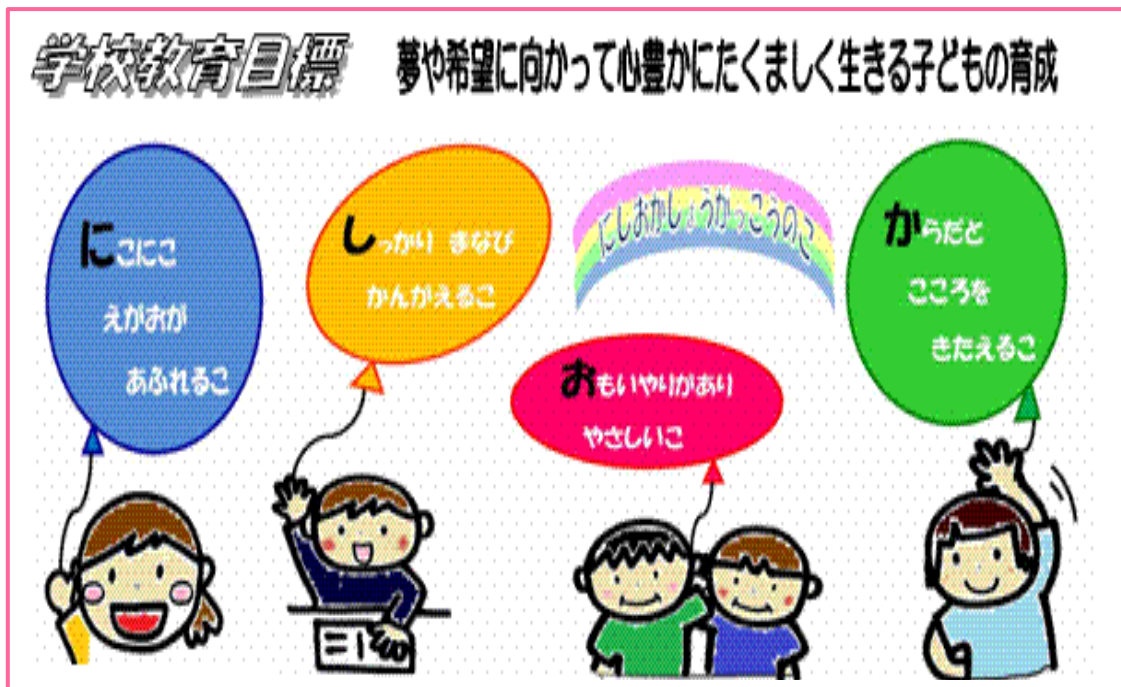 学校教育目標 夢や希望に向かって心豊かにたくましく生きる子どもの育成
にこにこ
えがおが
あふれるこ
しっかり まなび
かんがえるこ
にしおかしょうがっこうのこ
おもいやりがあり
やさしいこ
からだと
こころを
きたえるこ